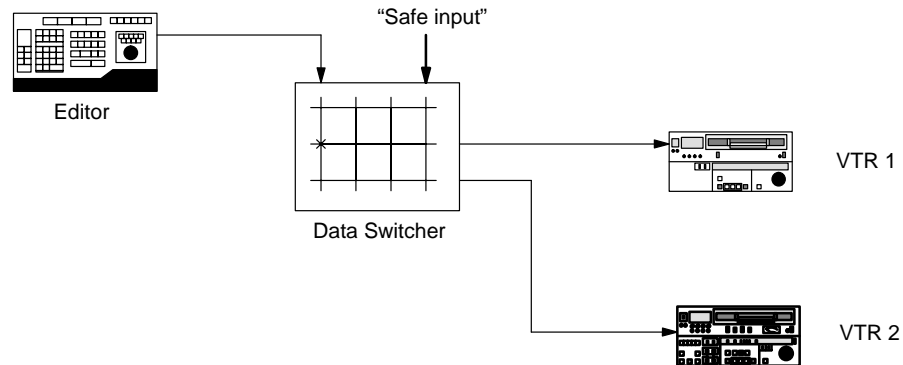 “Safe input”
Editor
VTR 1
Data Switcher
VTR 2